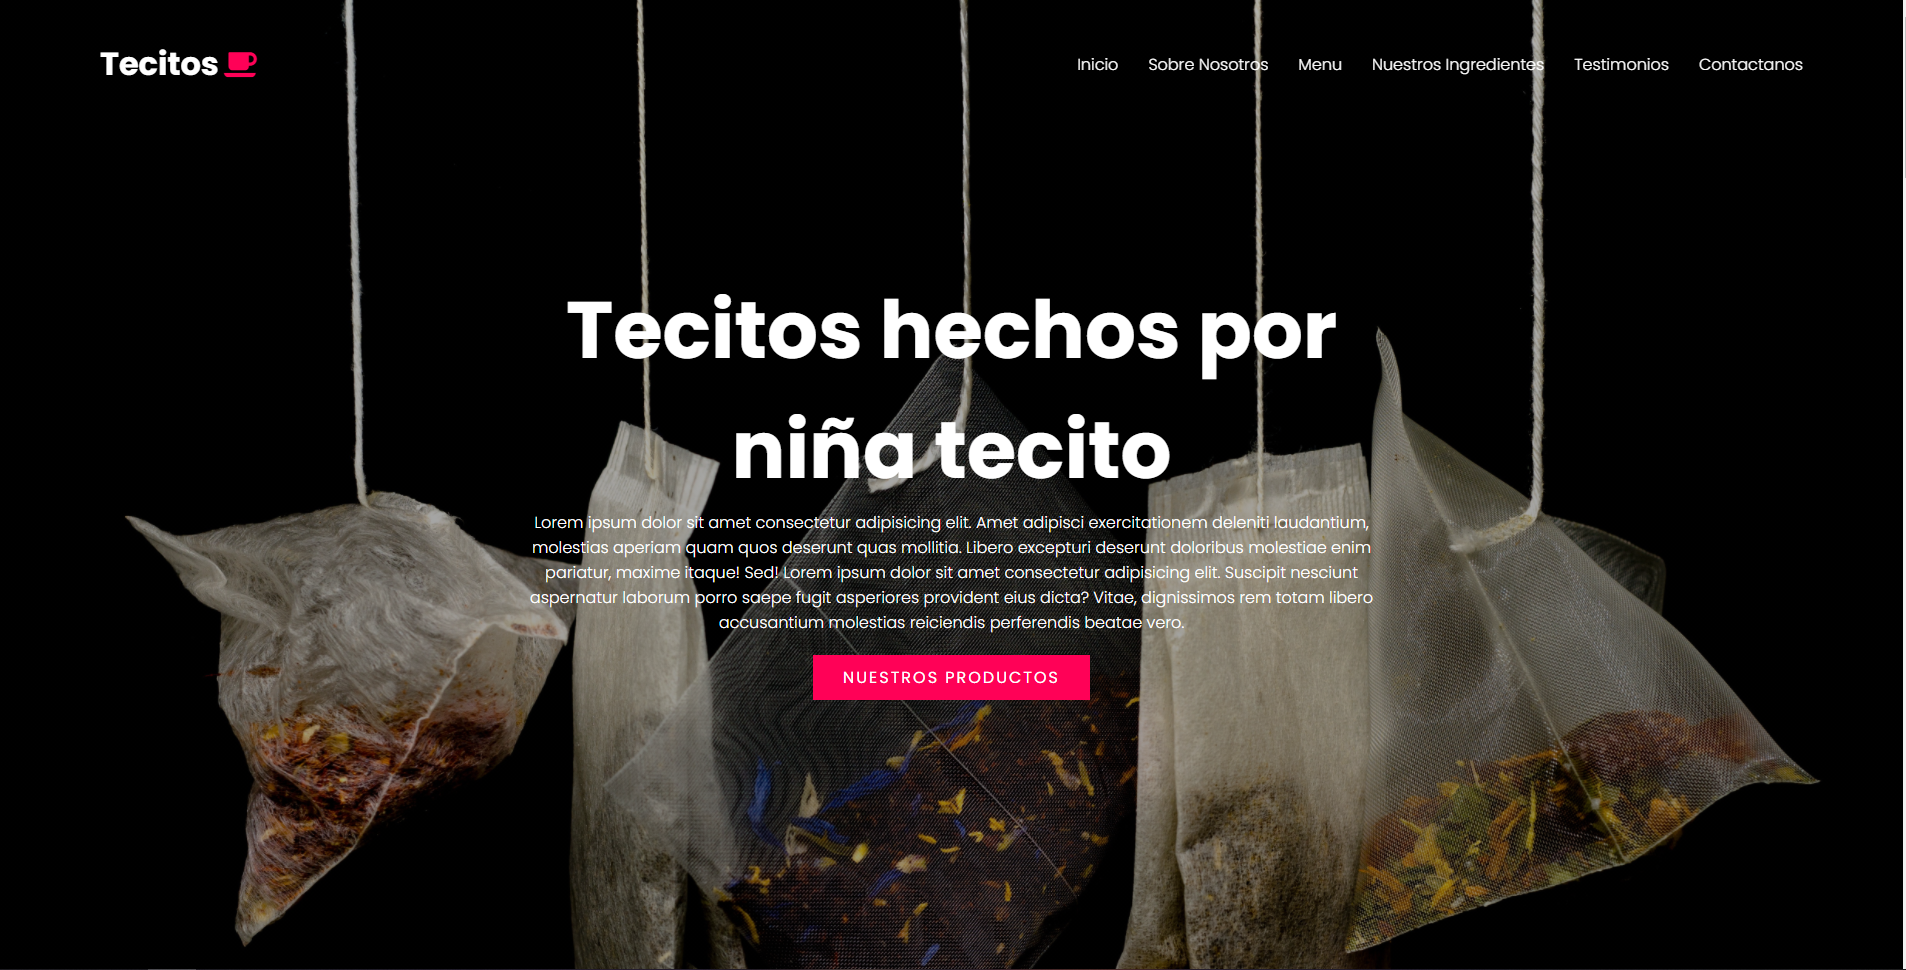 Tecitos
Inicio Sobre Nosotros Menu Nuestros Ingredientes Testimonios Contactanos
Tecitos hechos por
niña tecito
Lorem ipsum dolor sit amet consectetur adipisicing elit. Amet adipisci exercitationem deleniti laudantium,
molestias aperiam quam quos deserunt quas mollitia. Libero excepturi deserunt doloribus molestiae enim
pariatur, maxime itaque! Sed! Lorem ipsum dolor sit amet consectetur adipisicing elit. Suscipit nesciunt
aspernatur laborum porro saepe fugit asperiores provident eius dicta? Vitae, dignissimos rem totam libero
accusantium molestias reiciendis perferendis beatae vero.
NUESTROS PRODUCTOS